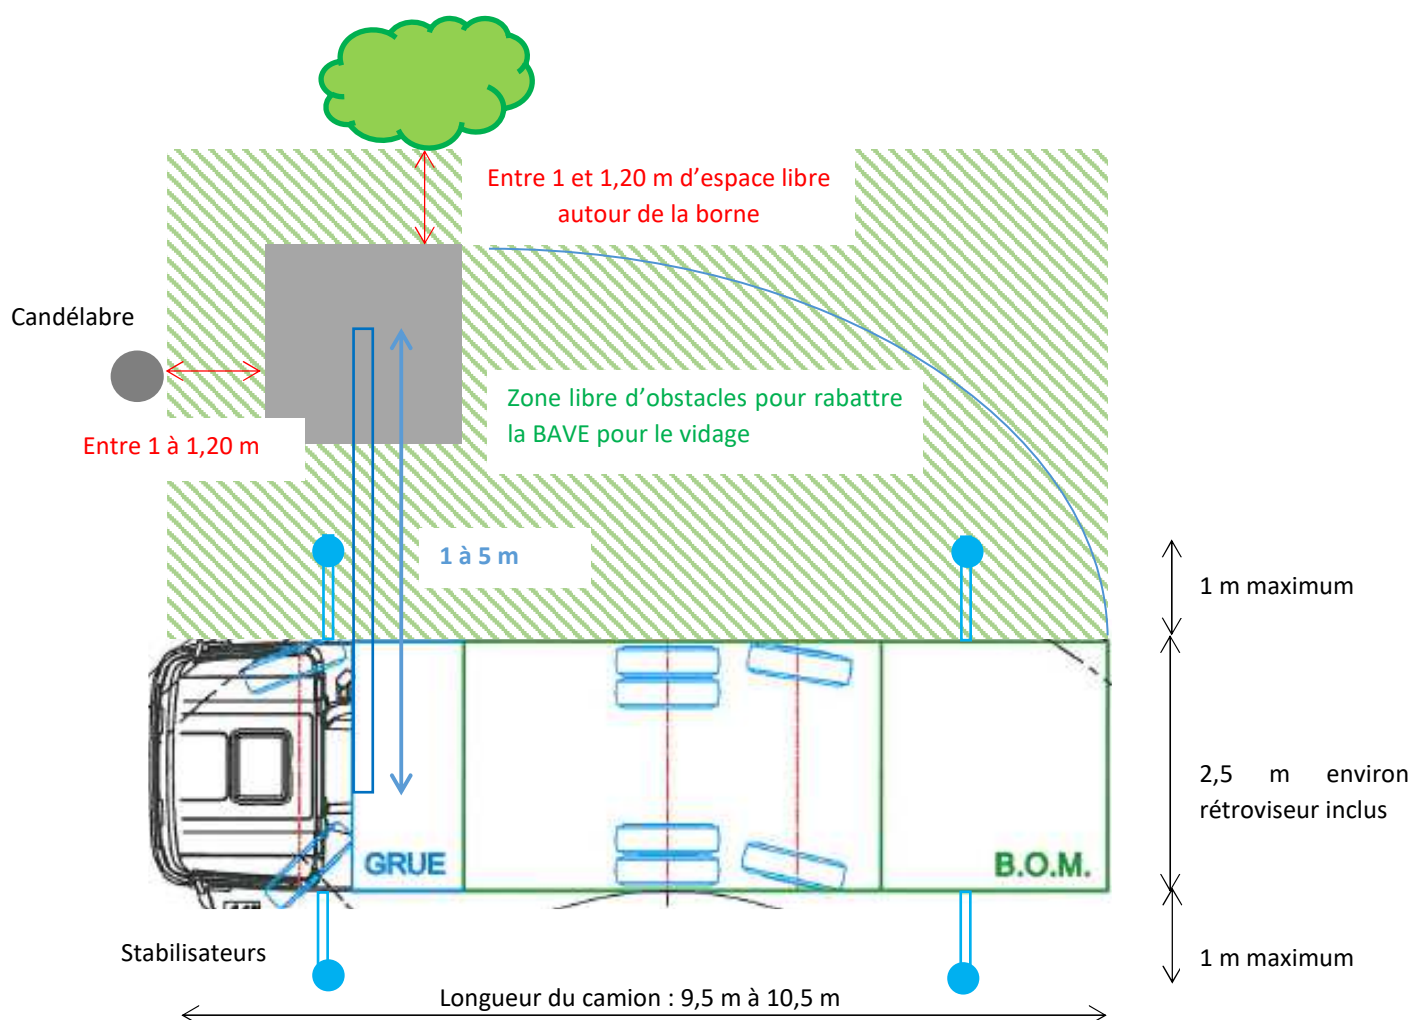 Entre 1 et 1,20 m d’espace libre
autour de la borne
Candélabre
Zone libre d’obstacles pour rabattre
la BAVE pour le vidage
Entre 1 à 1,20 m
1 à 5 m
1 m maximum
2,5 m environ
rétroviseur inclus
GRUE
B.O.M.
Stabilisateurs
1 m maximum
Longueur du camion : 9,5 m à 10,5 m